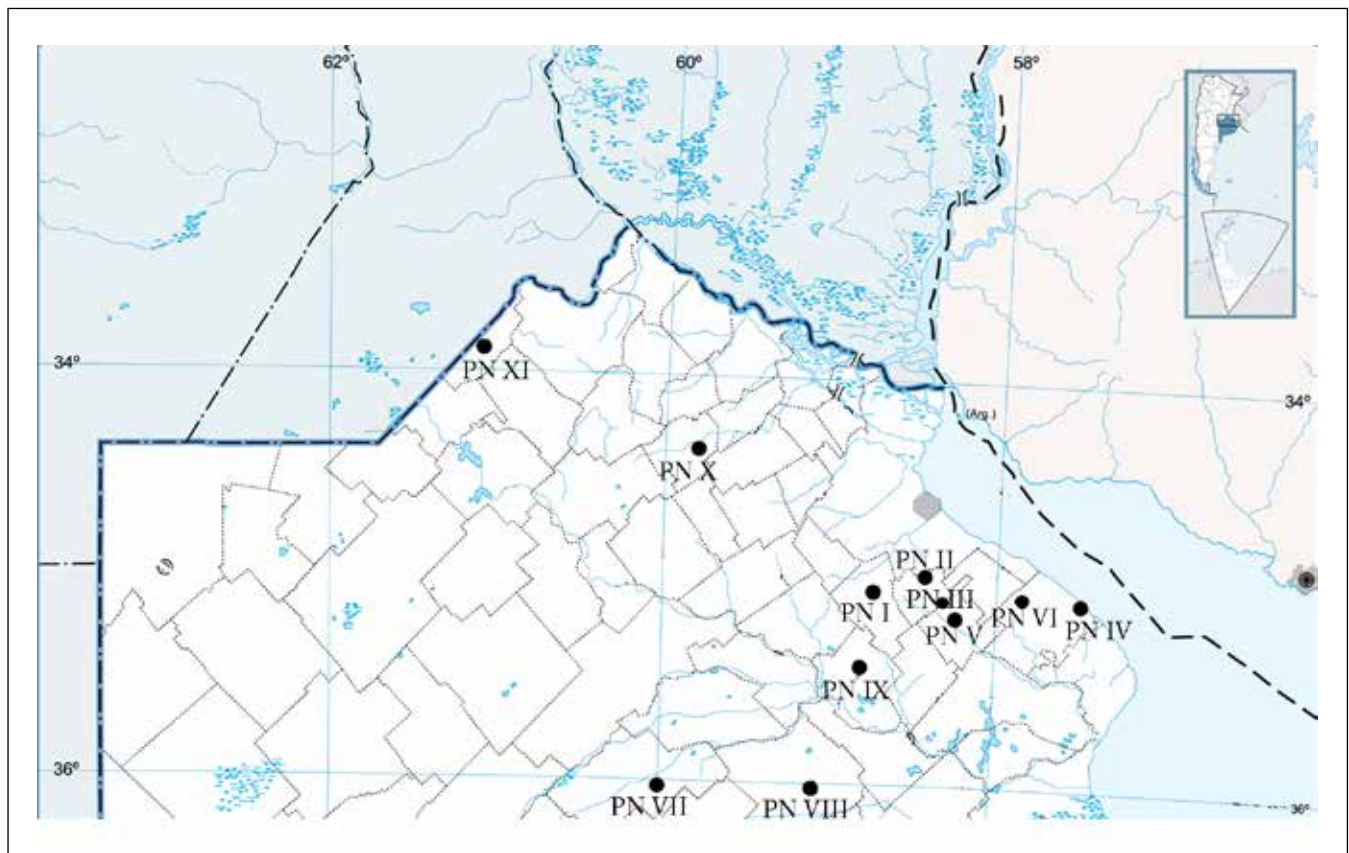 62°
60°
58°
34°
PN XI
34°
(Arg.)
PN X
PN II
PN I
PN III
PN V
PN VI
PN IV
PN IX
36°
PN VII
PN VIII
36°